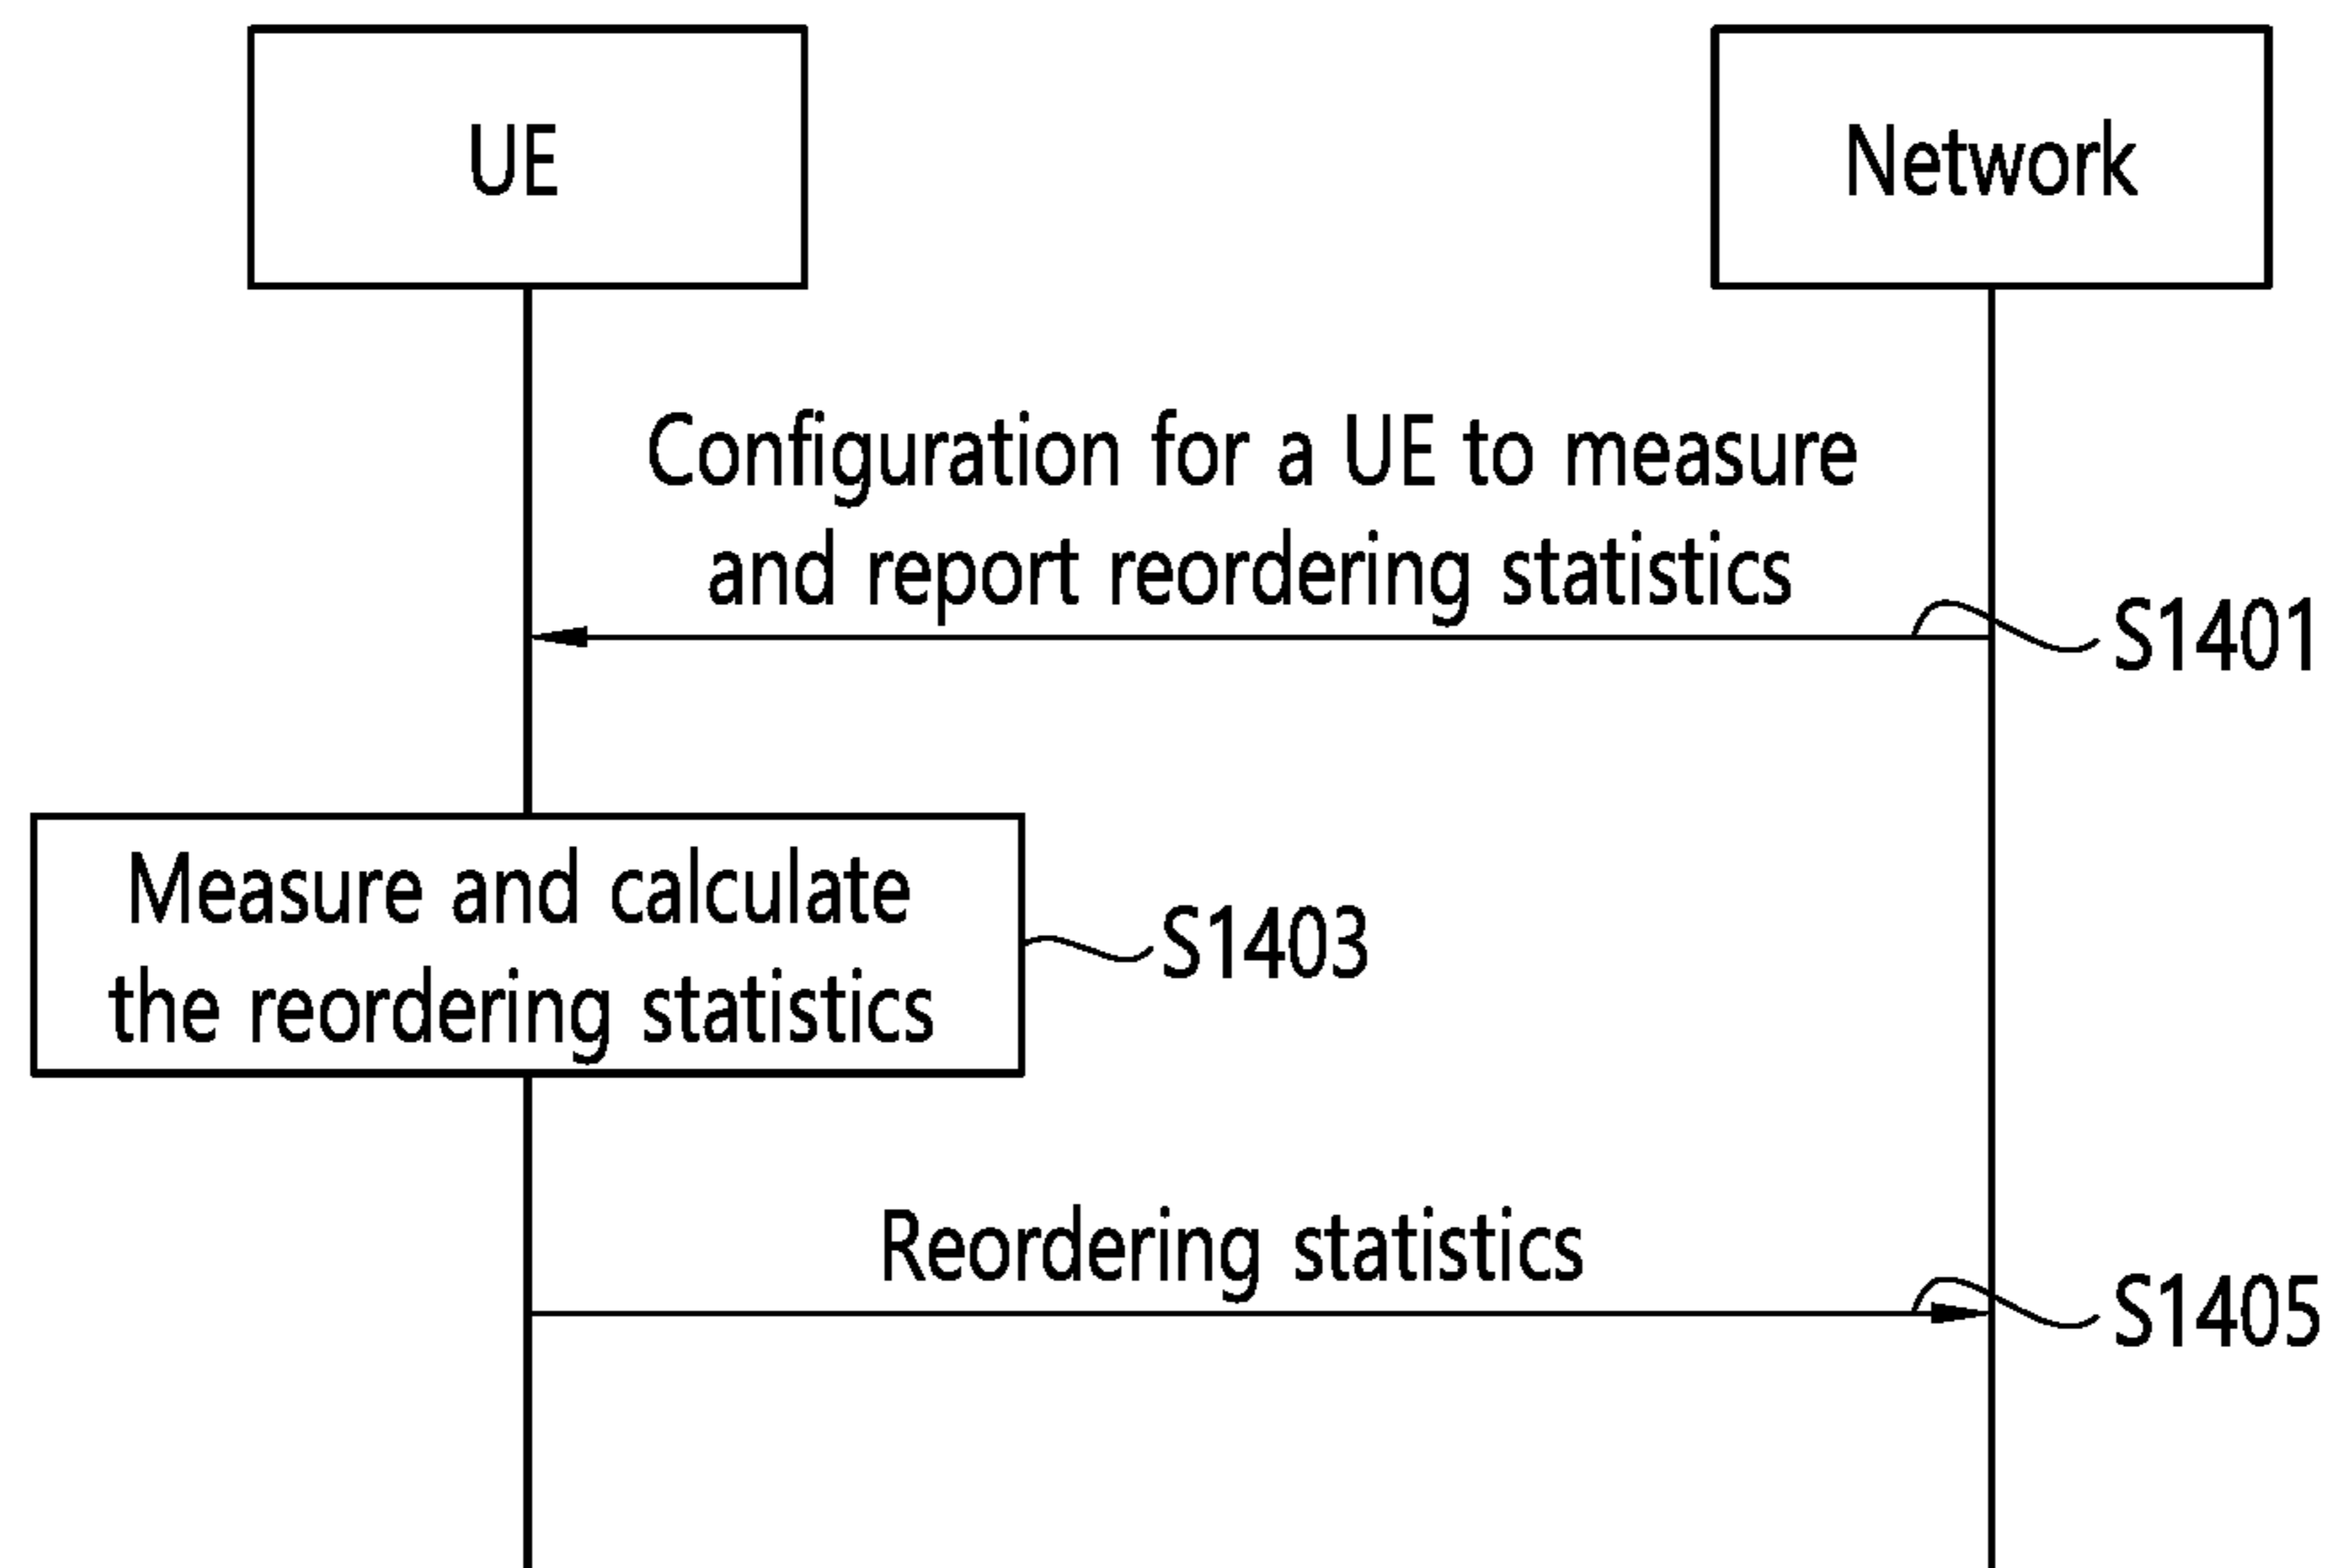 UE
Network
Configuration for a UE to measure
and report reordering statistics
S1401
Measure and calculate
the reordering statistics
S1403
Reordering statistics
S1405